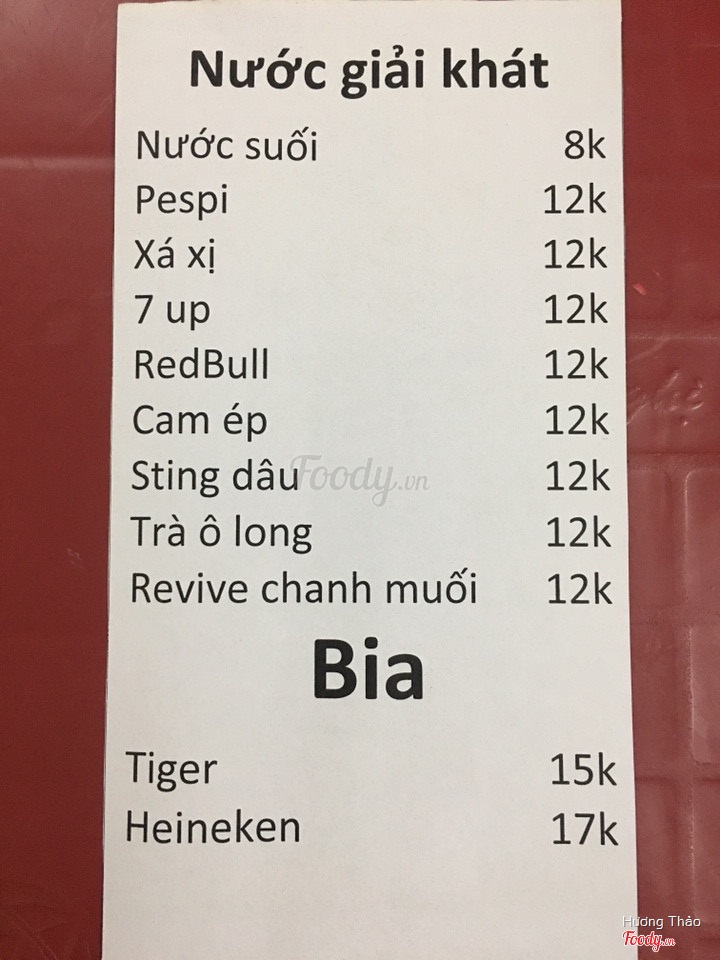 Nước giải khát
Nước suối 8k
Pespi 12k
Xá xị 12k
7 up 12k
RedBull 12k
Cam ép 12k
Sting dâu 12k
Foody.vn
Trà ô long 12k
Revive chanh muối 12k
Bia
Tiger 15k
Heineken 17k
Hương Thảo
Foody.vn